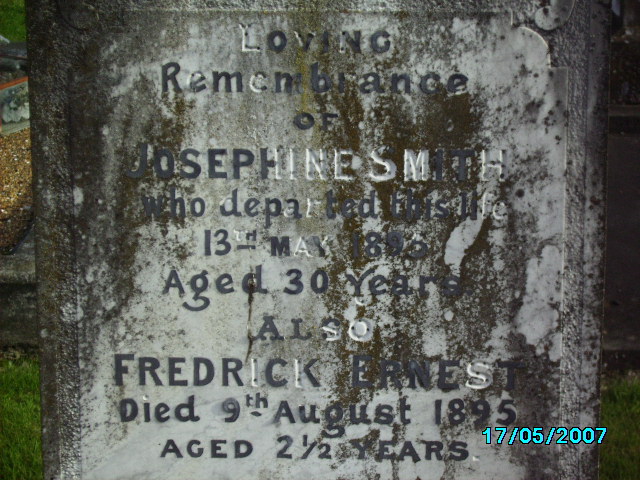 LOVING
Remembrance
OF
JOSEPHINE SMITH
who departed this life
13TH MAY
Aged 30 Years
ALSO
FREDRICK ERNEST
Died 9th August 1895
AGED 2½ YEARS.
17/05/2007